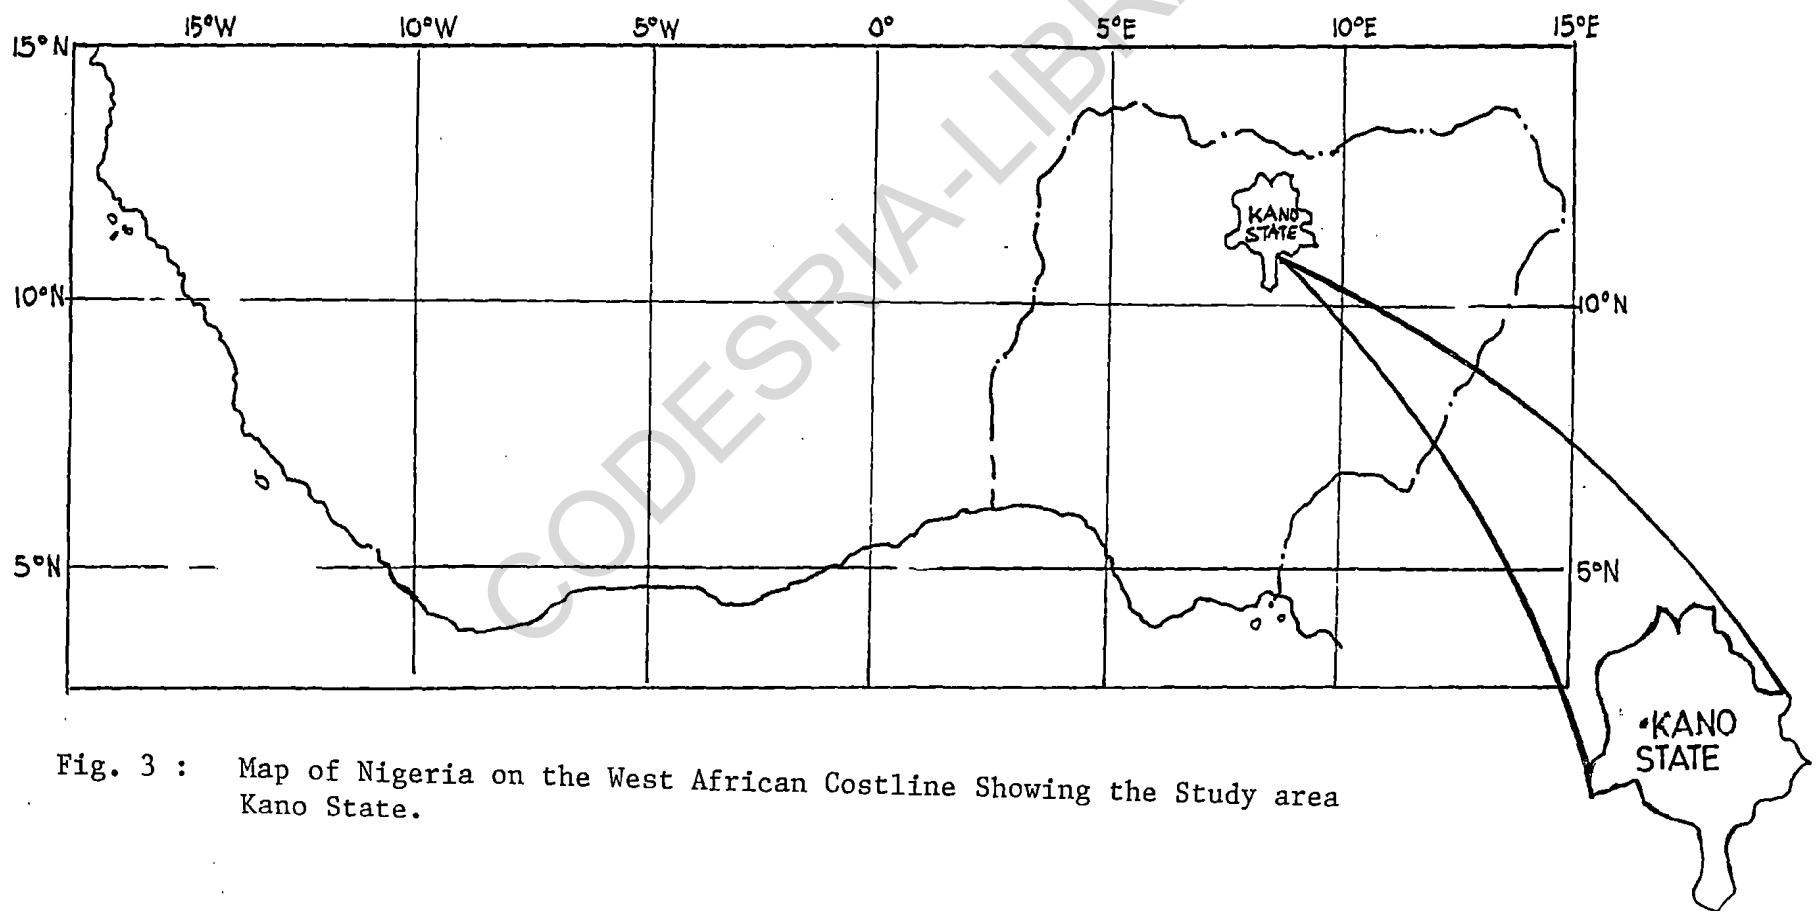 15°W 10°W 5°W 0° 5°E 10°E 15°E
15°N
KANO
STATE
10°N 10°N
5°N 5°N
•KANO
STATE
Fig. 3 : Map of Nigeria on the West African Costline Showing the Study area
Kano State.
CODESRIA-LIBR